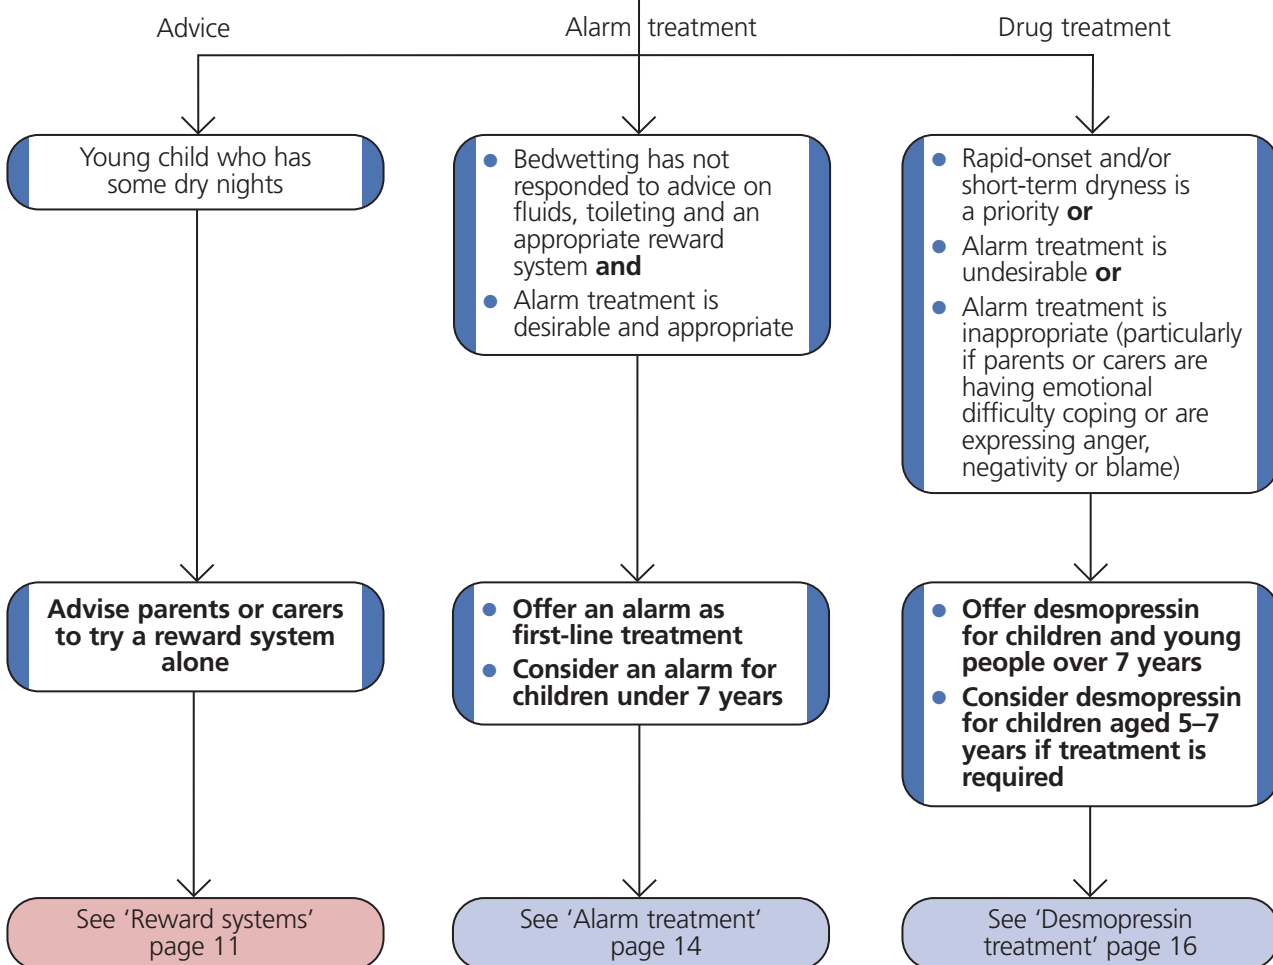 Advice
Alarm treatment
Drug treatment
Young child who has
some dry nights
• Bedwetting has not
responded to advice on
fluids, toileting and an
appropriate reward
system and
• Alarm treatment is
desirable and appropriate
• Rapid-onset and/or
short-term dryness is
a priority or
• Alarm treatment is
undesirable or
• Alarm treatment is
inappropriate (particularly
if parents or carers are
having emotional
difficulty coping or are
expressing anger,
negativity or blame)
Advise parents or carers
to try a reward system
alone
• Offer an alarm as
first-line treatment
• Consider an alarm for
children under 7 years
• Offer desmopressin
for children and young
people over 7 years
• Consider desmopressin
for children aged 5–7
years if treatment is
required
See ‘Reward systems’
page 11
See ‘Alarm treatment’
page 14
See ‘Desmopressin
treatment’ page 16